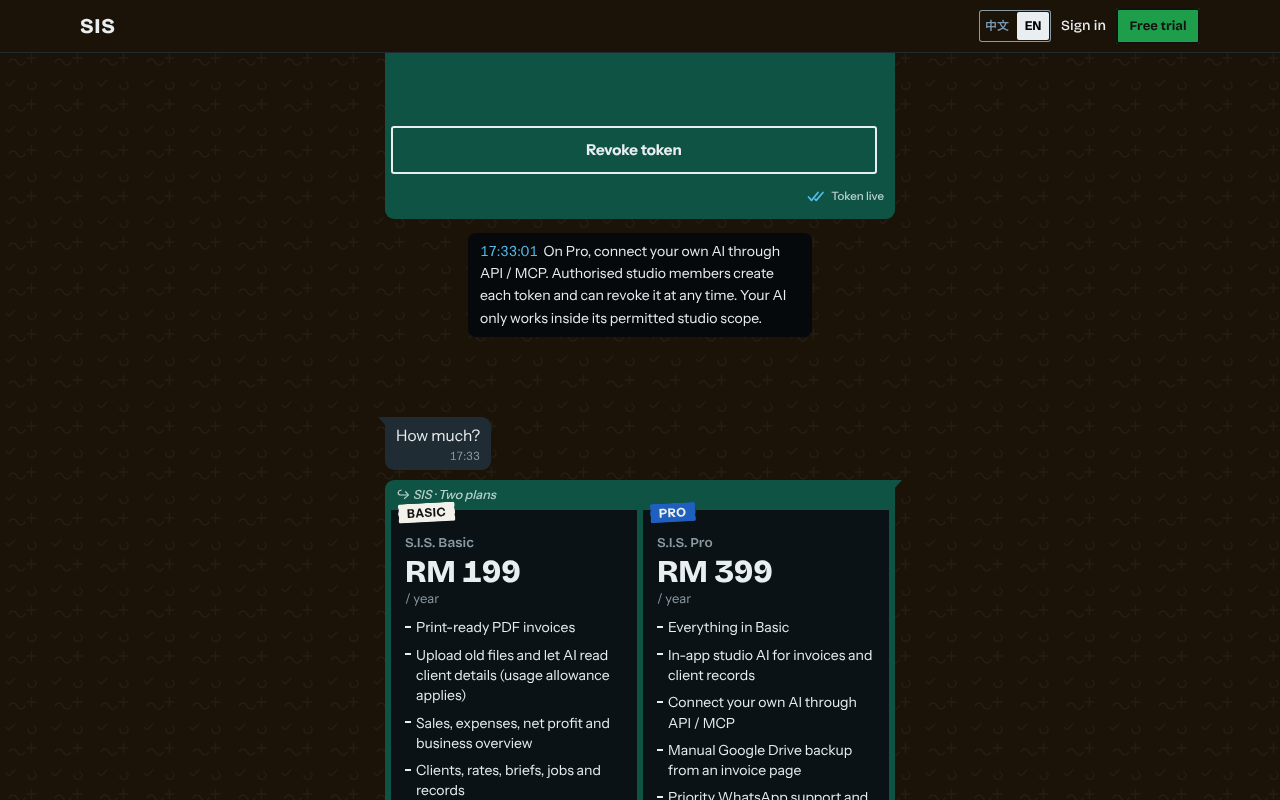 SIS
中文 EN Sign in Free trial
Revoke token
Token live
17:33:01 On Pro, connect your own AI through
API / MCP. Authorised studio members create
each token and can revoke it at any time. Your AI
only works inside its permitted studio scope.
How much?
17:33
SIS · Two plans
BASIC
S.I.S. Basic
RM 199
/ year
– Print-ready PDF invoices
– Upload old files and let AI read
client details (usage allowance
applies)
– Sales, expenses, net profit and
business overview
– Clients, rates, briefs, jobs and
records
PRO
S.I.S. Pro
RM 399
/ year
– Everything in Basic
– In-app studio AI for invoices and
client records
– Connect your own AI through
API / MCP
– Manual Google Drive backup
from an invoice page
– Priority WhatsApp support and